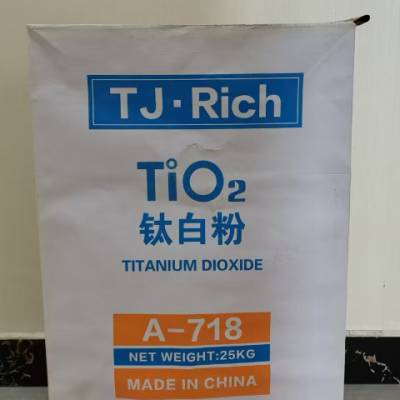 TJ·Rich
TiO₂
钛白粉
TITANIUM DIOXIDE
A-718
NET WEIGHT:25KG
MADE IN CHINA